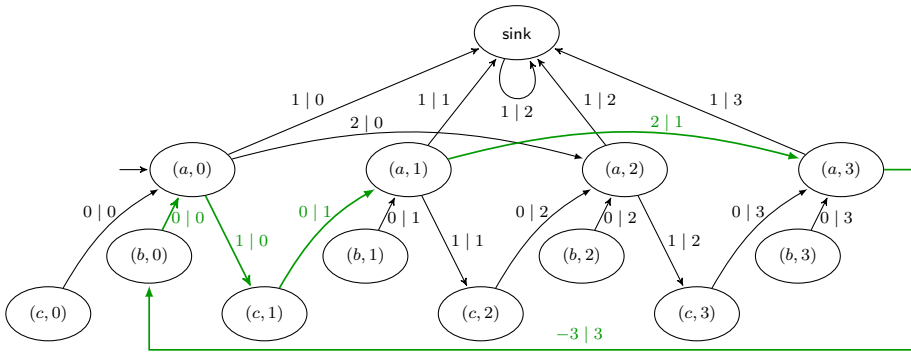 sink
1 | 0
1 | 1
1 | 2
1 | 2
1 | 3
2 | 0
2 | 1
(a, 0)
(a, 1)
(a, 2)
(a, 3)
0 | 0
0 | 0
0 | 1
0 | 1
0 | 2
0 | 2
0 | 3
0 | 3
1 | 0
1 | 1
1 | 2
(b, 0)
(b, 1)
(b, 2)
(b, 3)
(c, 0)
(c, 1)
(c, 2)
(c, 3)
−3 | 3